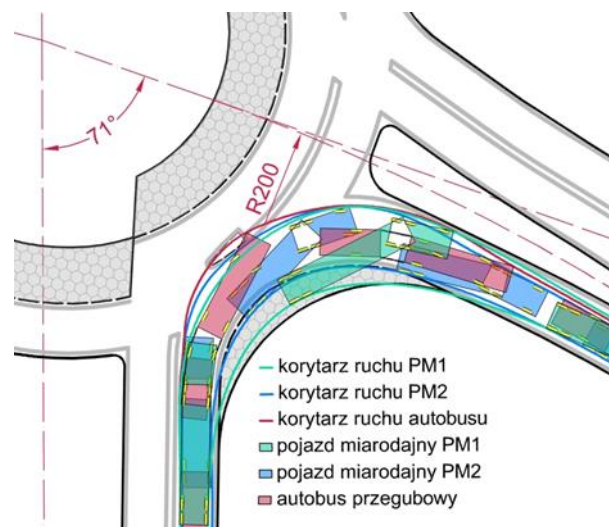 71°
R200
korytarz ruchu PM1
korytarz ruchu PM2
korytarz ruchu autobusu
pojazd miarodajny PM1
pojazd miarodajny PM2
autobus przegubowy